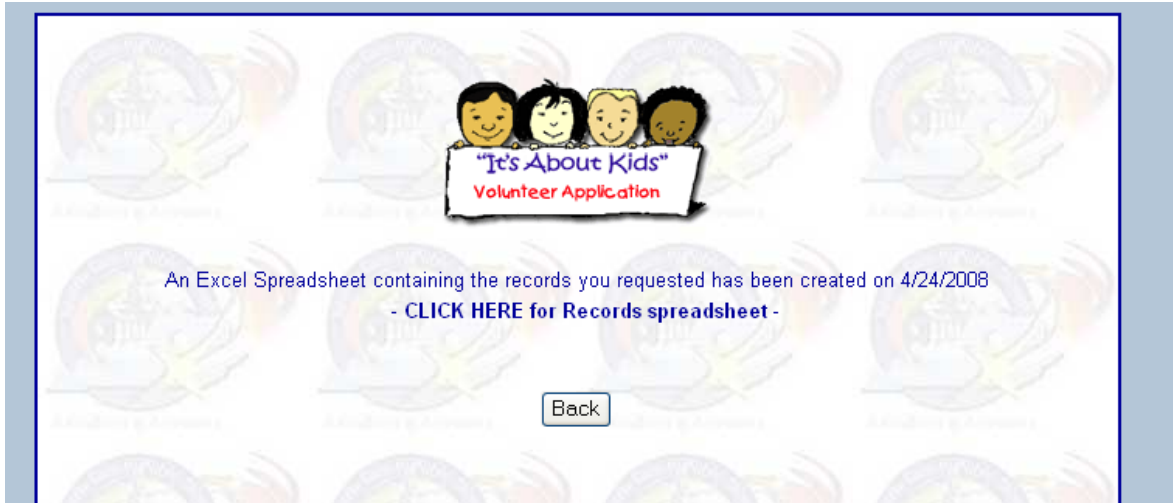 "It's About Kids"
Volunteer Application
An Excel Spreadsheet containing the records you requested has been created on 4/24/2008
- CLICK HERE for Records spreadsheet -
Back